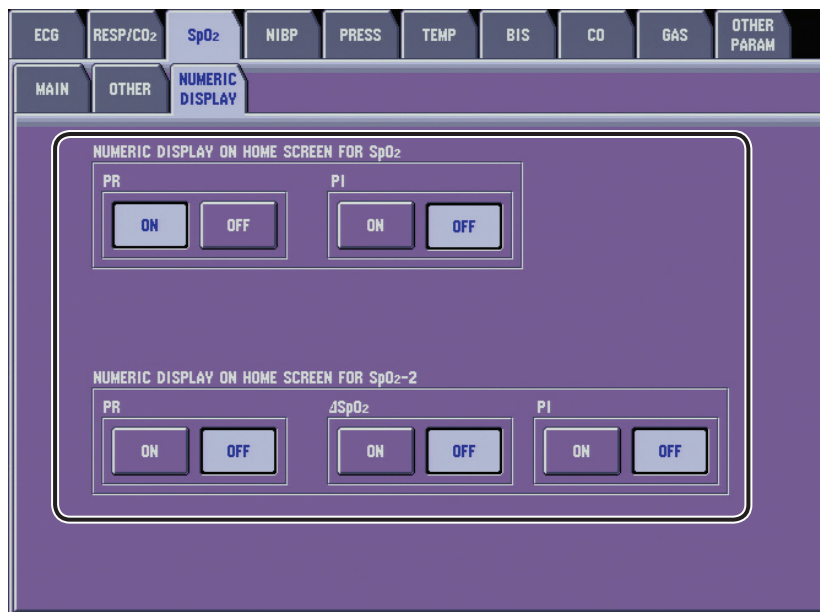 ECG RESP/CO₂ SpO₂ NIBP PRESS TEMP BIS CO GAS OTHER PARAM
MAIN OTHER NUMERIC DISPLAY
NUMERIC DISPLAY ON HOME SCREEN FOR SpO₂
PR PI
ON OFF ON OFF
NUMERIC DISPLAY ON HOME SCREEN FOR SpO₂-2
PR ΔSpO₂ PI
ON OFF ON OFF ON OFF